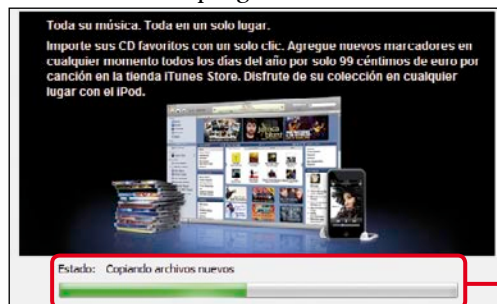 Toda su música. Toda en un solo lugar.
Importe sus CD favoritos con un solo clic. Agregue nuevos marcadores en
cualquier momento todos los días del año por solo 99 céntimos de euro por
canción en la tienda iTunes Store. Disfrute de su colección en cualquier
lugar con el iPod.
Estado: Copiando archivos nuevos